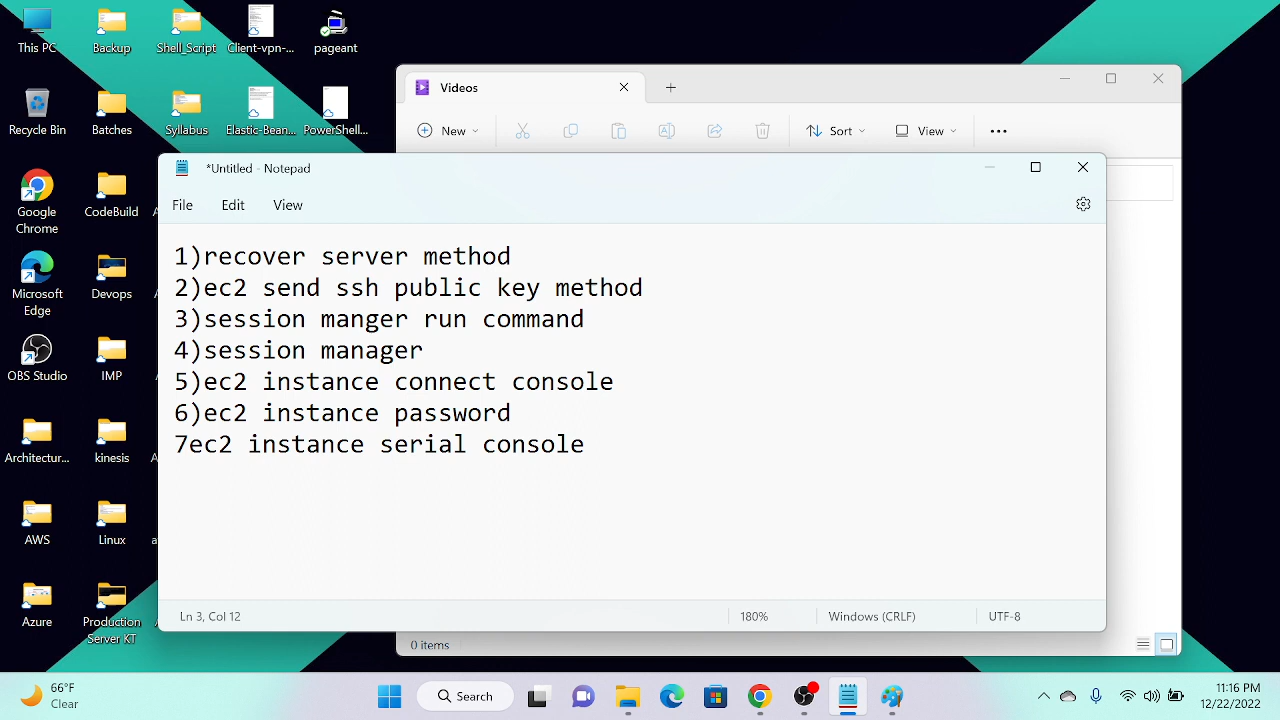 This PC
Backup
Shell_Script
Client-vpn-...
pageant
Recycle Bin
Batches
Syllabus
Elastic-Bean...
PowerShell...
Google
Chrome
CodeBuild
Microsoft
Edge
Devops
OBS Studio
IMP
Architectur...
kinesis
AWS
Linux
Azure
Production
Server KT
Videos
New
Sort
View
*Untitled - Notepad
File
Edit
View
1)recover server method
2)ec2 send ssh public key method
3)session manger run command
4)session manager
5)ec2 instance connect console
6)ec2 instance password
7ec2 instance serial console
Ln 3, Col 12
180%
Windows (CRLF)
UTF-8
0 items
66°F
Clear
Search
11:16 PM
12/22/2022